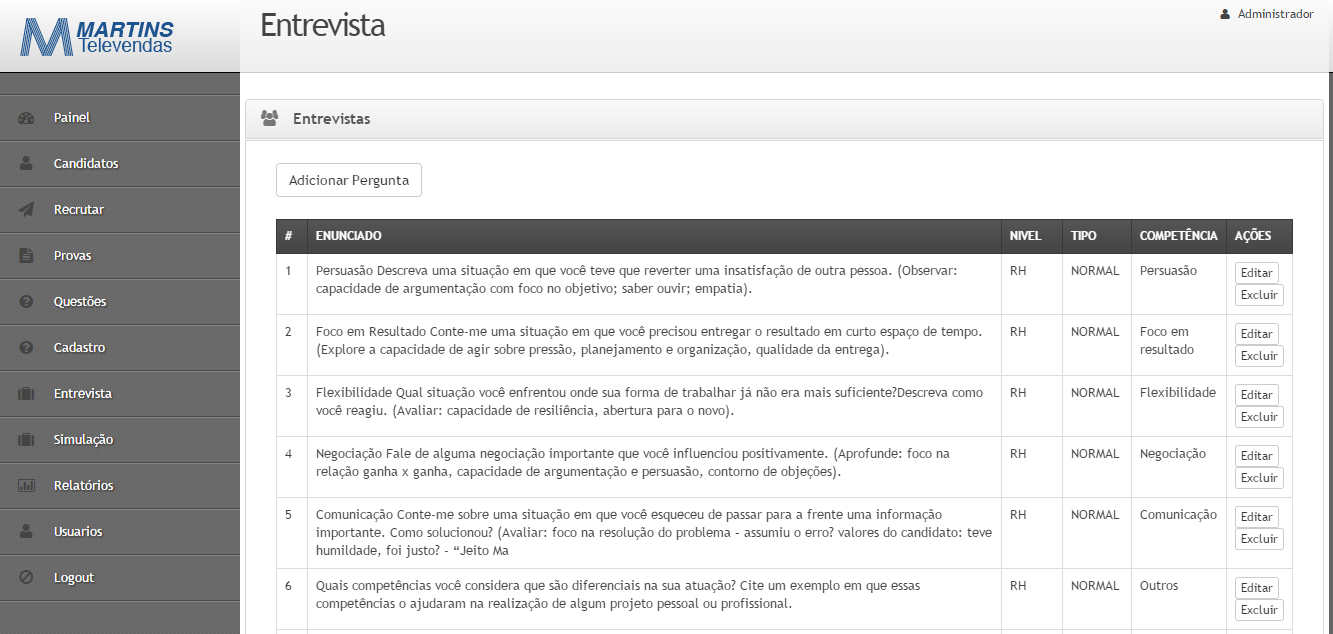 MARTINS
Televendas
Entrevista
Administrador
Painel
Candidatos
Recrutar
Provas
Questões
Cadastro
Entrevista
Simulação
Relatórios
Usuarios
Logout
Entrevistas
Adicionar Pergunta
# ENUNCIADO NIVEL TIPO COMPETÊNCIA AÇÕES
1 Persuasão Descreva uma situação em que você teve que reverter uma insatisfação de outra pessoa. (Observar: RH NORMAL Persuasão Editar
capacidade de argumentação com foco no objetivo; saber ouvir; empatia). Excluir
2 Foco em Resultado Conte-me uma situação em que você precisou entregar o resultado em curto espaço de tempo. RH NORMAL Foco em Editar
(Explore a capacidade de agir sobre pressão, planejamento e organização, qualidade da entrega). resultado Excluir
3 Flexibilidade Qual situação você enfrentou onde sua forma de trabalhar já não era mais suficiente?Descreva como RH NORMAL Flexibilidade Editar
você reagiu. (Avaliar: capacidade de resiliência, abertura para o novo). Excluir
4 Negociação Fale de alguma negociação importante que você influenciou positivamente. (Aprofunde: foco na RH NORMAL Negociação Editar
relação ganha x ganha, capacidade de argumentação e persuasão, contorno de objeções). Excluir
5 Comunicação Conte-me sobre uma situação em que você esqueceu de passar para a frente uma informação RH NORMAL Comunicação Editar
importante. Como solucionou? (Avaliar: foco na resolução do problema – assumiu o erro? valores do candidato: teve Excluir
humildade, foi justo? - “Jeito Ma
6 Quais competências você considera que são diferenciais na sua atuação? Cite um exemplo em que essas RH NORMAL Outros Editar
competências o ajudaram na realização de algum projeto pessoal ou profissional. Excluir